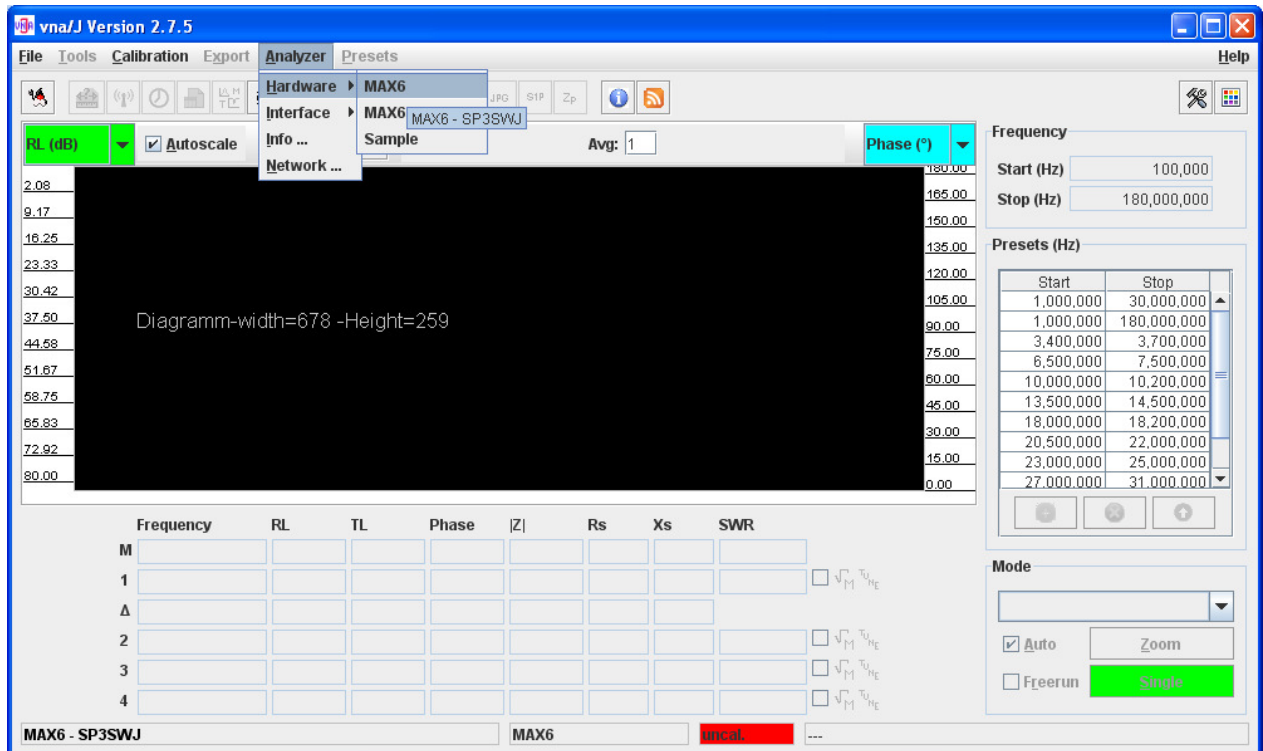 vna/J Version 2.7.5
File Tools Calibration Export Analyzer Presets Help
Hardware
Interface
Info ...
Network ...
MAX6
MAX6
Sample
MAX6 - SP3SWJ
JPG S1P Zp
RL (dB)
Autoscale
Avg: 1
Phase (°)
2.08
9.17
16.25
23.33
30.42
37.50
44.58
51.67
58.75
65.83
72.92
80.00
Diagramm-width=678 -Height=259
180.00
165.00
150.00
135.00
120.00
105.00
90.00
75.00
60.00
45.00
30.00
15.00
0.00
Frequency
Start (Hz) 100,000
Stop (Hz) 180,000,000
Presets (Hz)
Start Stop
1,000,000 30,000,000
1,000,000 180,000,000
3,400,000 3,700,000
6,500,000 7,500,000
10,000,000 10,200,000
13,500,000 14,500,000
18,000,000 18,200,000
20,500,000 22,000,000
23,000,000 25,000,000
27,000,000 31,000,000
Frequency RL TL Phase |Z| Rs Xs SWR
M
1 √M TUNE
Δ
2 √M TUNE
3 √M TUNE
4 √M TUNE
Mode
Auto
Zoom
Freerun
Single
MAX6 - SP3SWJ
MAX6
uncal.
---